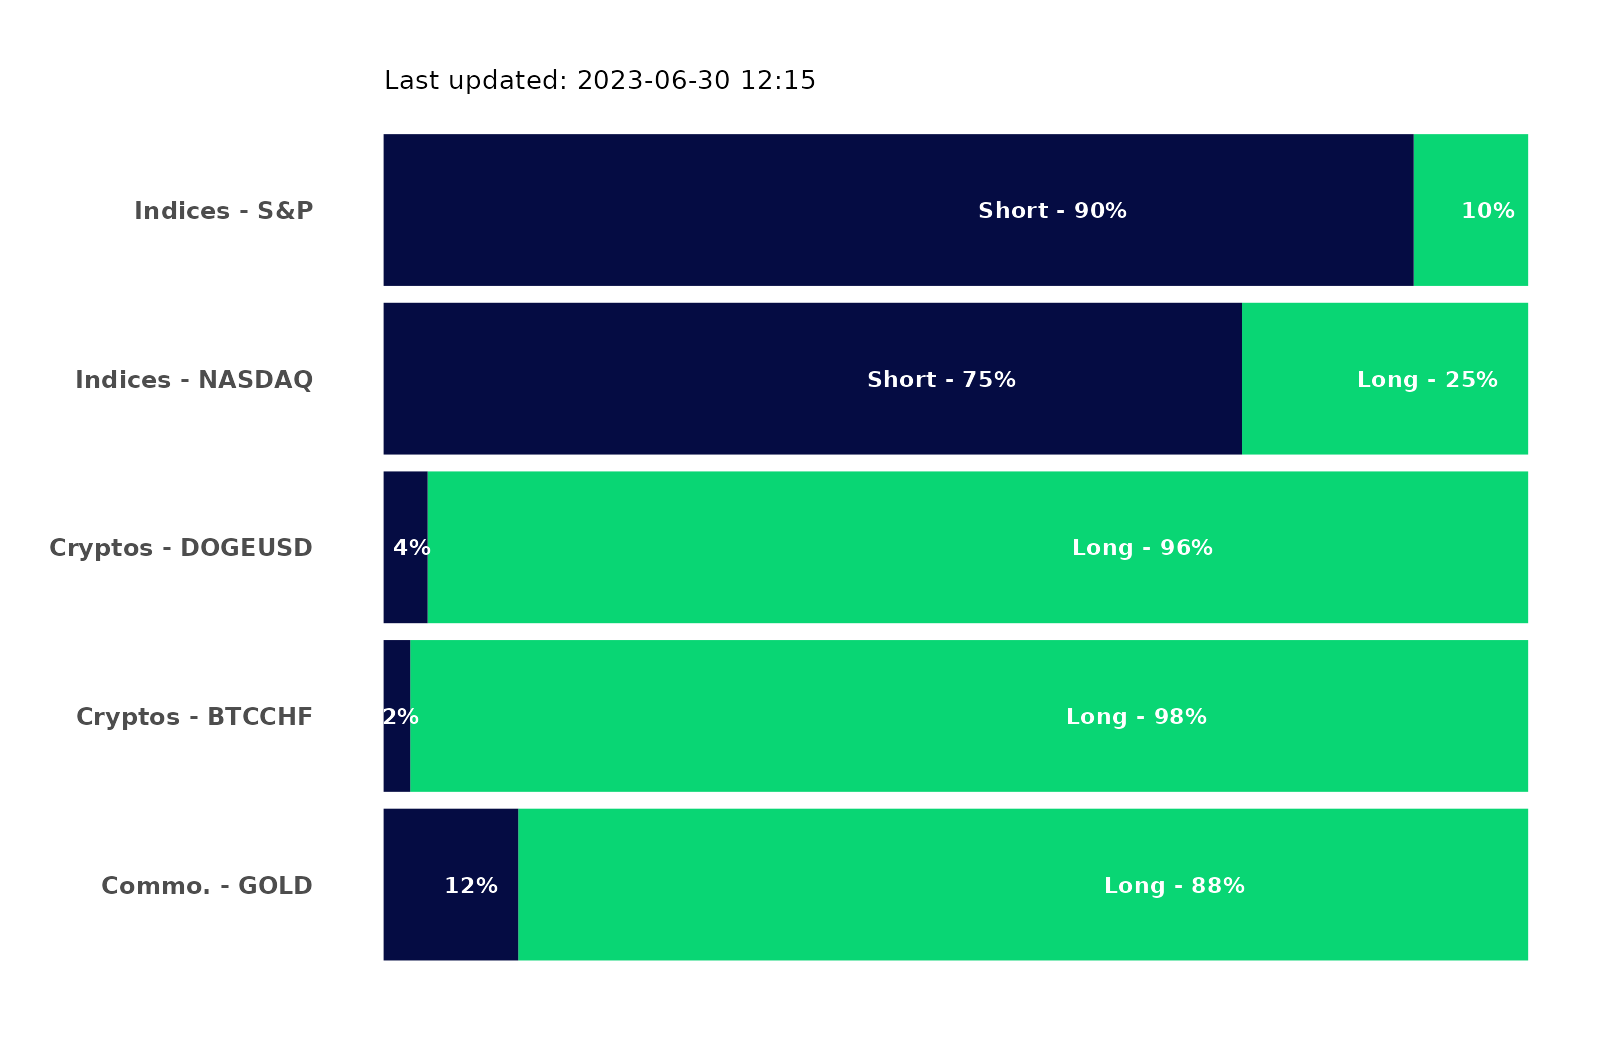 Last updated: 2023-06-30 12:15
Indices - S&P Short - 90% 10%
Indices - NASDAQ Short - 75% Long - 25%
Cryptos - DOGEUSD 4% Long - 96%
Cryptos - BTCCHF 2% Long - 98%
Commo. - GOLD 12% Long - 88%